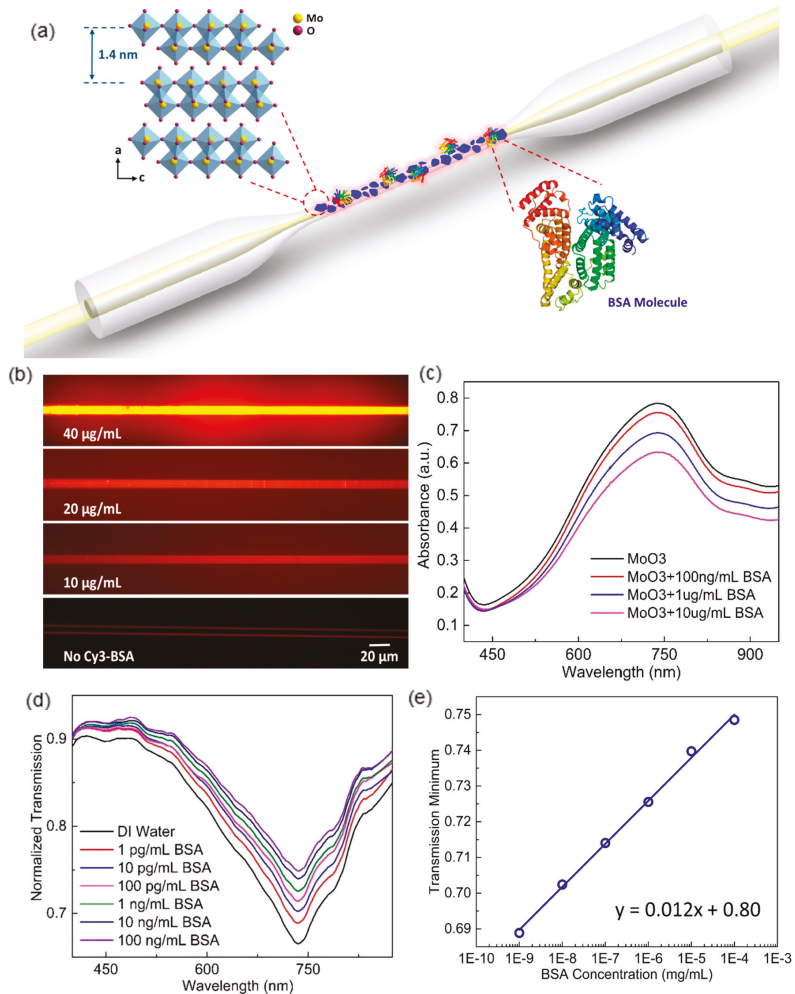 (a)
Mo
O
1.4 nm
a
c
BSA Molecule
(b)
40 µg/mL
20 µg/mL
10 µg/mL
No Cy3-BSA
20 µm
(c)
0.8
0.7
0.6
0.5
0.4
0.3
0.2
0.1
Absorbance (a.u.)
MoO3
MoO3+100ng/mL BSA
MoO3+1ug/mL BSA
MoO3+10ug/mL BSA
450 600 750 900
Wavelength (nm)
(d)
0.9
0.8
0.7
Normalized Transmission
DI Water
1 pg/mL BSA
10 pg/mL BSA
100 pg/mL BSA
1 ng/mL BSA
10 ng/mL BSA
100 ng/mL BSA
450 600 750
Wavelength (nm)
(e)
0.75
0.74
0.73
0.72
0.71
0.70
0.69
Transmission Minimum
y = 0.012x + 0.80
1E-10 1E-9 1E-8 1E-7 1E-6 1E-5 1E-4 1E-3
BSA Concentration (mg/mL)